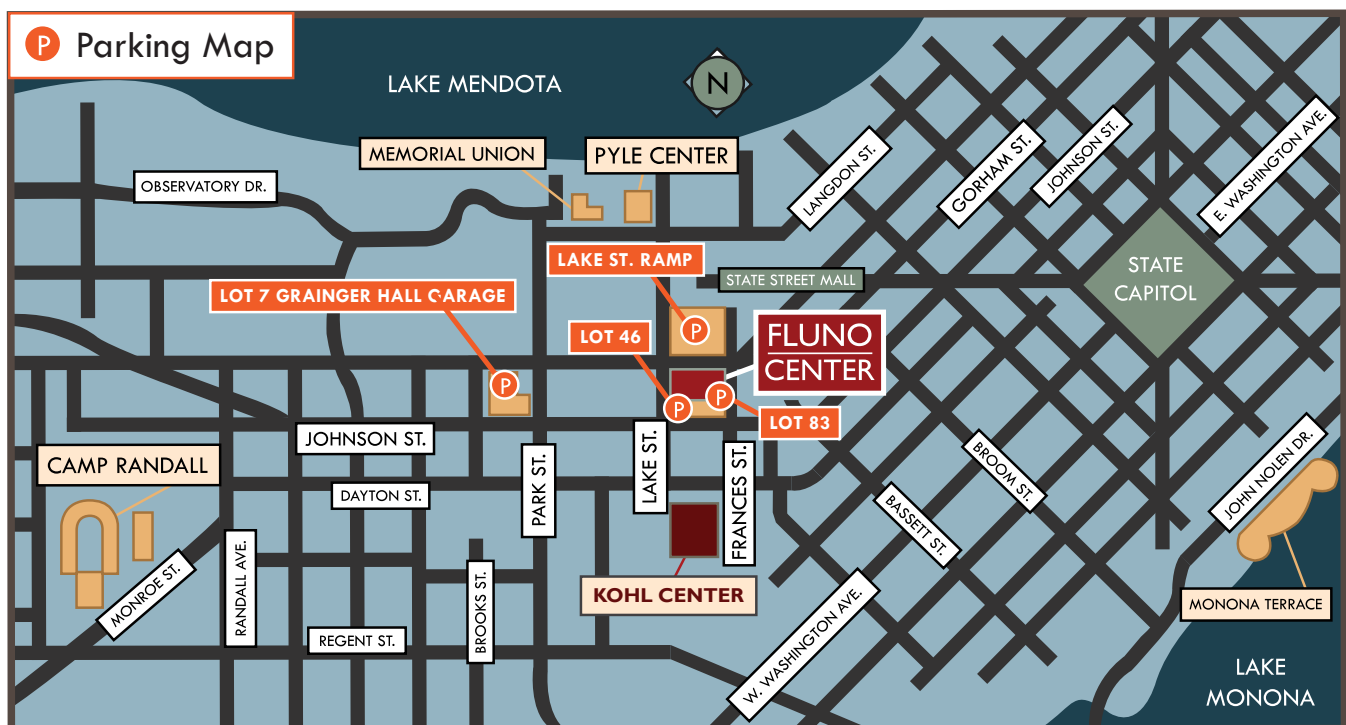 P Parking Map
LAKE MENDOTA
N
MEMORIAL UNION
PYLE CENTER
OBSERVATORY DR.
LANGDON ST.
GORHAM ST.
JOHNSON ST.
E. WASHINGTON AVE.
LAKE ST. RAMP
STATE STREET MALL
STATE
CAPITOL
LOT 7 GRAINGER HALL GARAGE
P
LOT 46
FLUNO
CENTER
P
P
P
LOT 83
JOHNSON ST.
CAMP RANDALL
DAYTON ST.
PARK ST.
LAKE ST.
FRANCES ST.
BROOM ST.
BASSETT ST.
JOHN NOLEN DR.
MONROE ST.
RANDALL AVE.
BROOKS ST.
KOHL CENTER
REGENT ST.
W. WASHINGTON AVE.
MONONA TERRACE
LAKE
MONONA